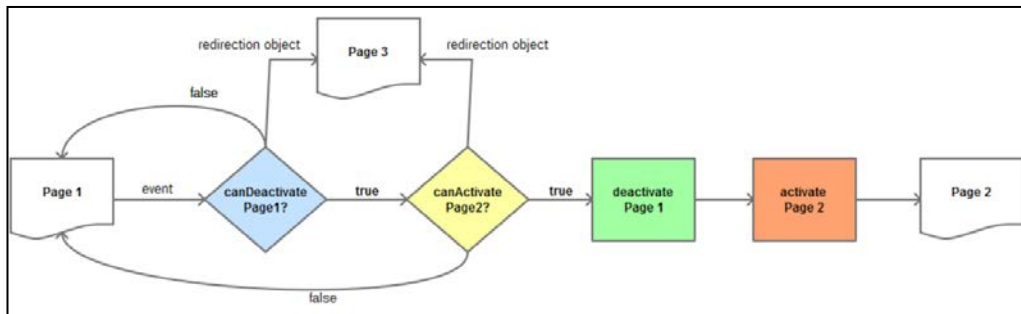 redirection object
Page 3
redirection object
false
Page 1
event
canDeactivate
Page1?
true
canActivate
Page2?
true
deactivate
Page 1
activate
Page 2
Page 2
false